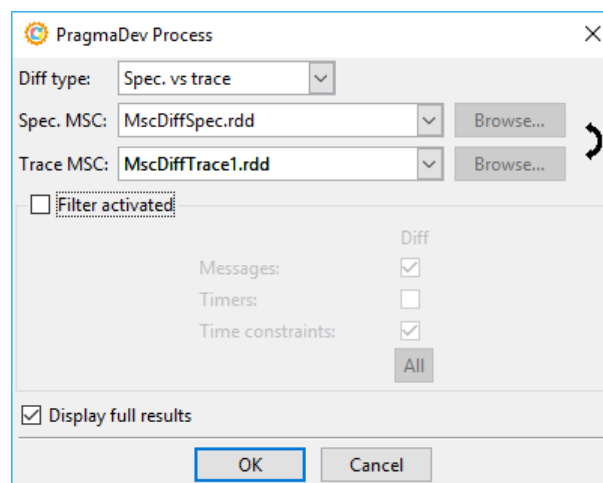 PragmaDev Process
Diff type: Spec. vs trace
Spec. MSC: MscDiffSpec.rdd Browse...
Trace MSC: MscDiffTrace1.rdd Browse...
Filter activated
Diff
Messages:
Timers:
Time constraints:
All
Display full results
OK Cancel